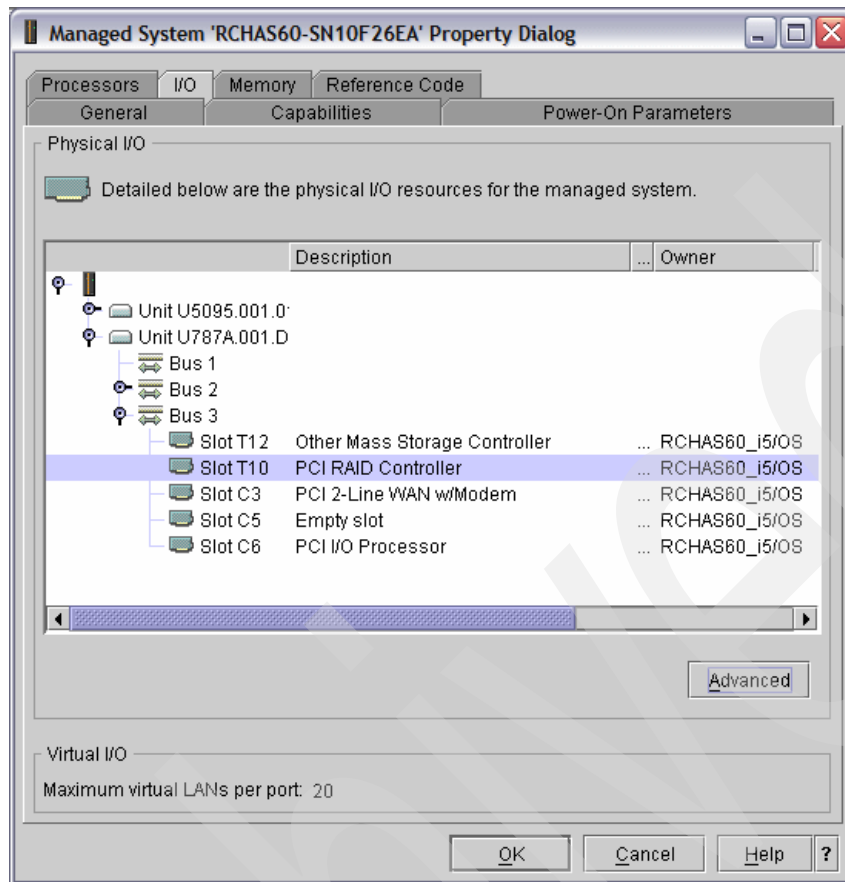 Managed System 'RCHAS60-SN10F26EA' Property Dialog
Processors I/O Memory Reference Code
General Capabilities Power-On Parameters
Physical I/O
Detailed below are the physical I/O resources for the managed system.
Description ... Owner
Unit U5095.001.0
Unit U787A.001.D
Bus 1
Bus 2
Bus 3
Slot T12 Other Mass Storage Controller ... RCHAS60_i5/OS
Slot T10 PCI RAID Controller ... RCHAS60_i5/OS
Slot C3 PCI 2-Line WAN w/Modem ... RCHAS60_i5/OS
Slot C5 Empty slot ... RCHAS60_i5/OS
Slot C6 PCI I/O Processor ... RCHAS60_i5/OS
Advanced
Virtual I/O
Maximum virtual LANs per port: 20
OK Cancel Help ?